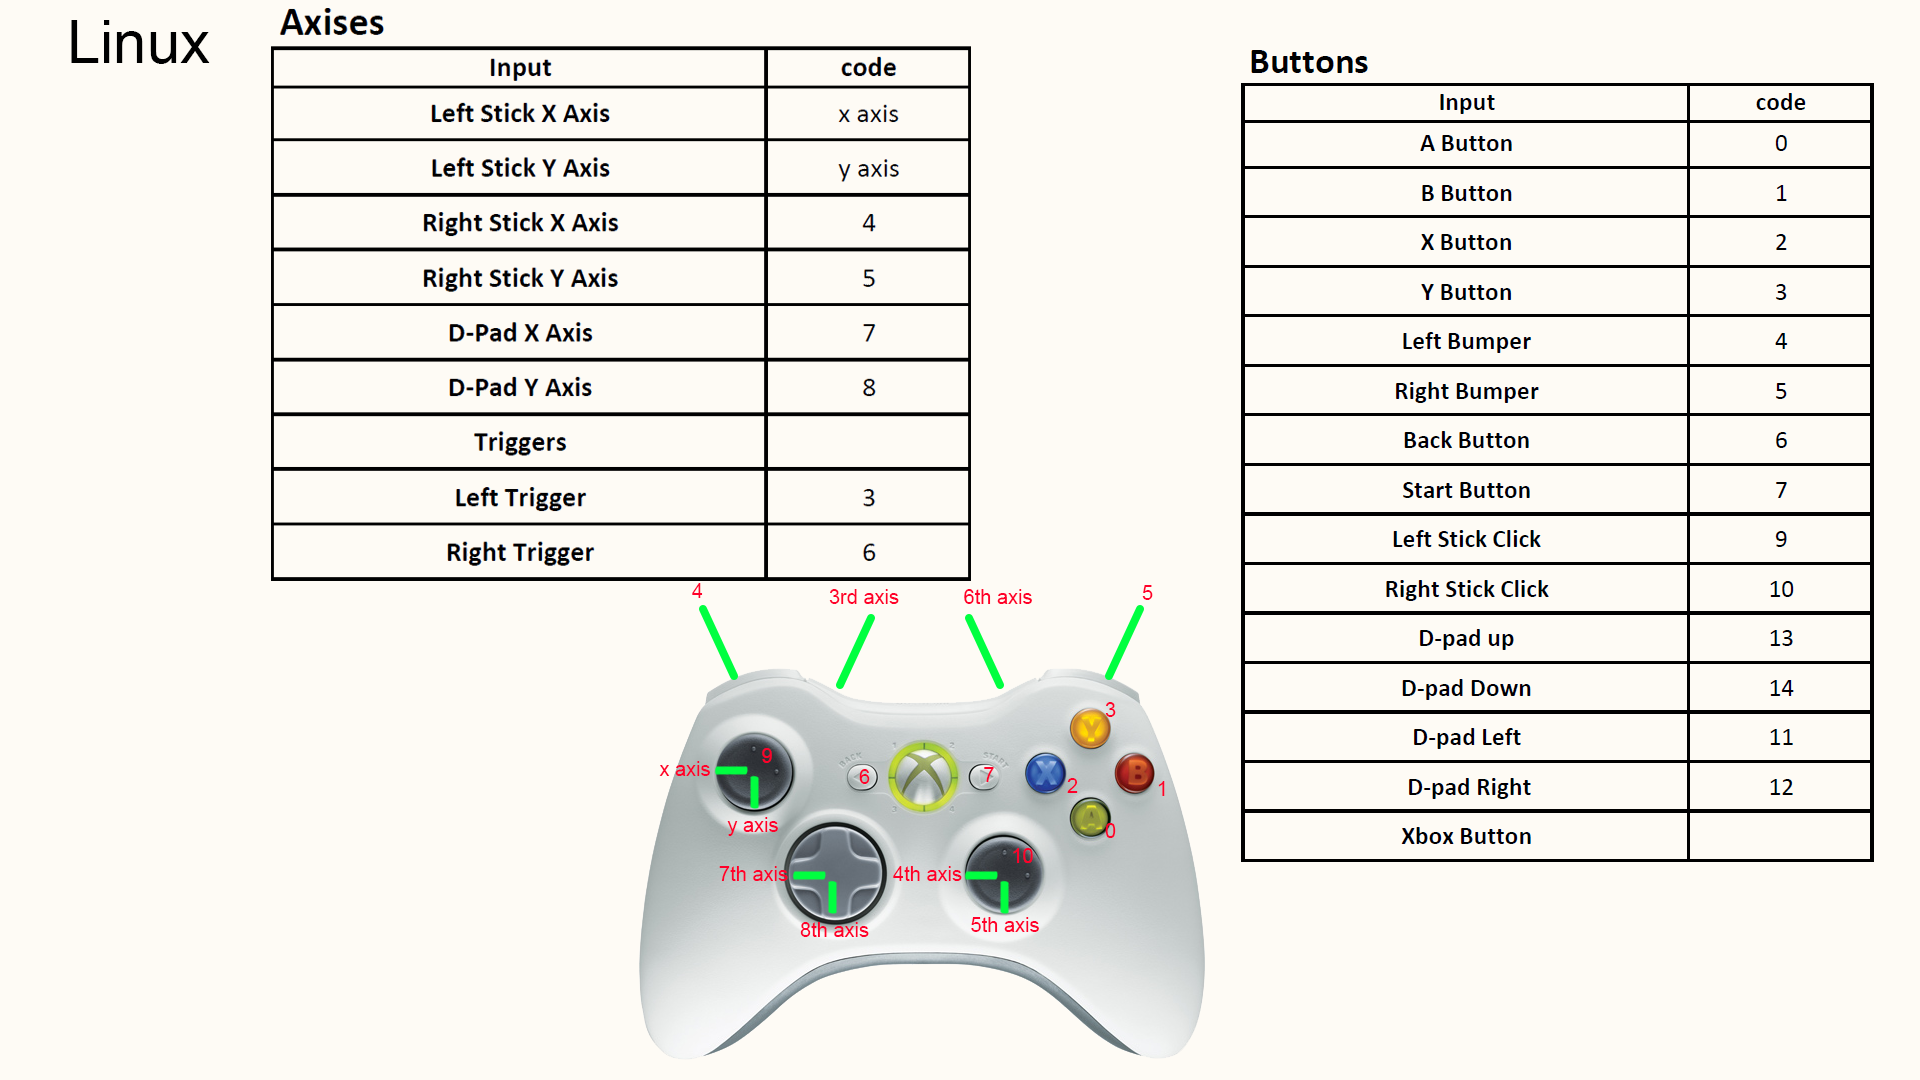 Linux
Axises
Input code
Left Stick X Axis x axis
Left Stick Y Axis y axis
Right Stick X Axis 4
Right Stick Y Axis 5
D-Pad X Axis 7
D-Pad Y Axis 8
Triggers
Left Trigger 3
Right Trigger 6
Buttons
Input code
A Button 0
B Button 1
X Button 2
Y Button 3
Left Bumper 4
Right Bumper 5
Back Button 6
Start Button 7
Left Stick Click 9
Right Stick Click 10
D-pad up 13
D-pad Down 14
D-pad Left 11
D-pad Right 12
Xbox Button
4 3rd axis 6th axis 5
3
Y
BACK START
9
x axis 6 7 X 2 B 1
y axis
A 0
10
7th axis 4th axis
8th axis 5th axis